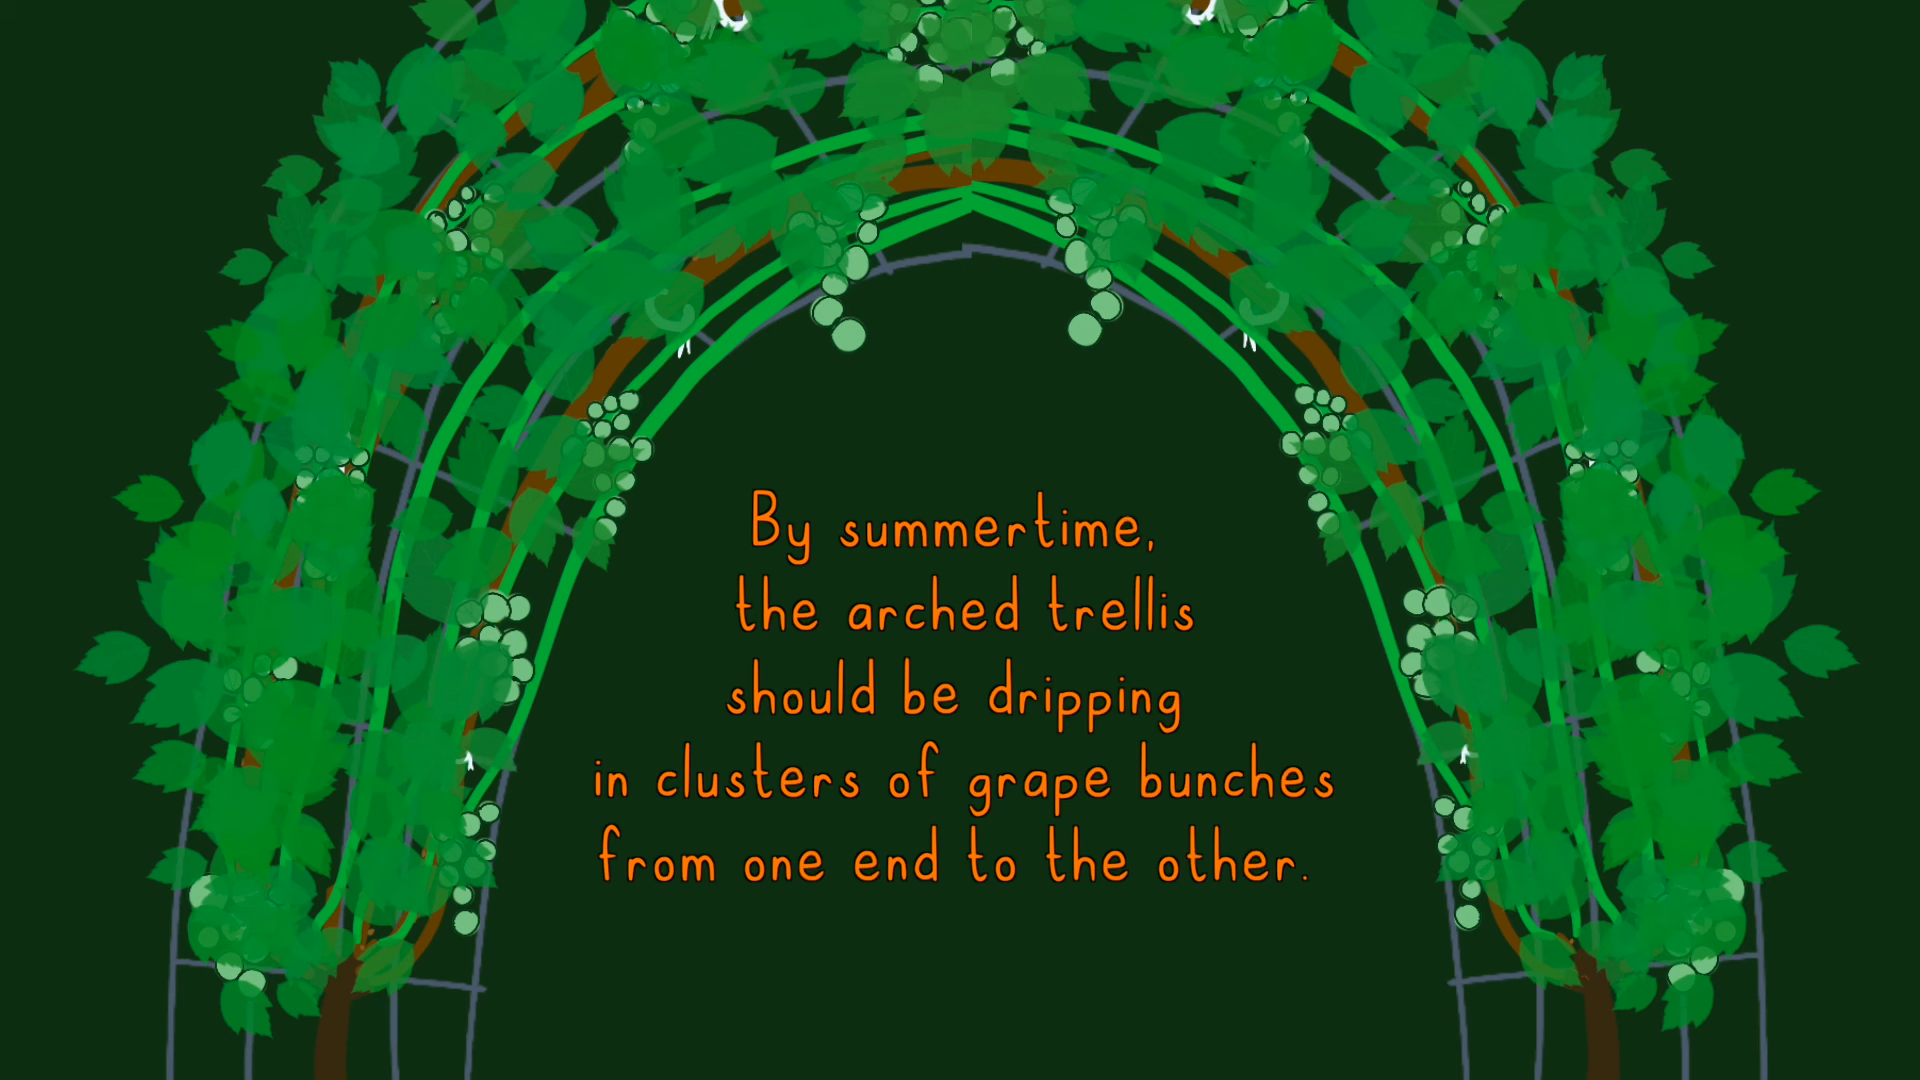 By summertime,
the arched trellis
should be dripping
in clusters of grape bunches
from one end to the other.